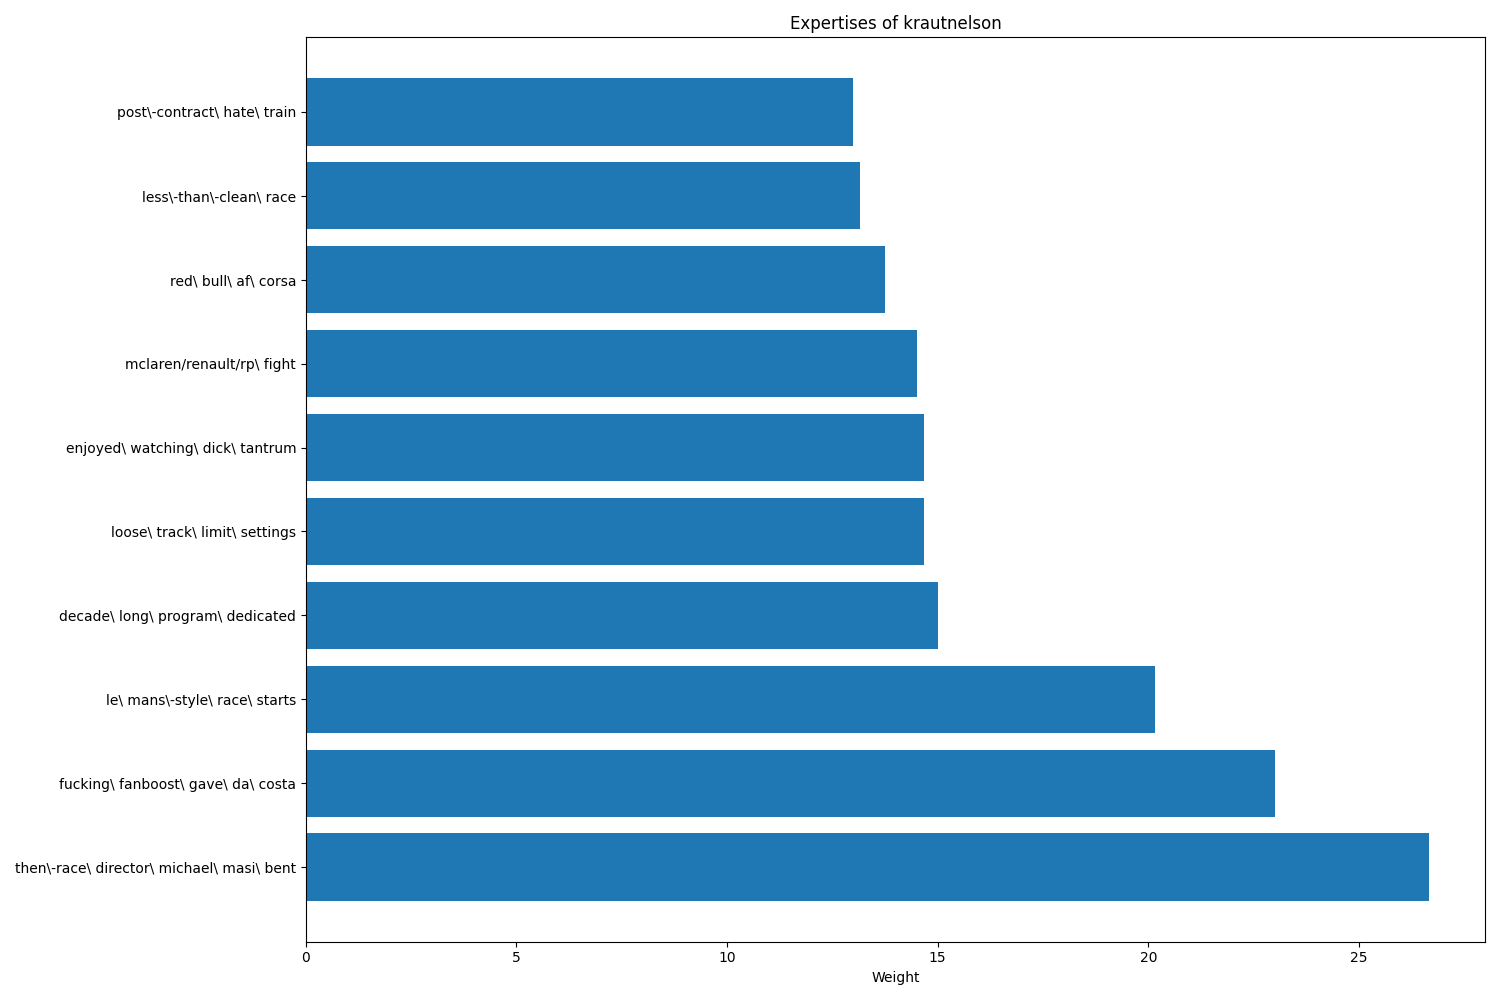 Expertises of krautnelson
post\-contract\ hate\ train
less\-than\-clean\ race
red\ bull\ af\ corsa
mclaren/renault/rp\ fight
enjoyed\ watching\ dick\ tantrum
loose\ track\ limit\ settings
decade\ long\ program\ dedicated
le\ mans\-style\ race\ starts
fucking\ fanboost\ gave\ da\ costa
then\-race\ director\ michael\ masi\ bent
0 5 10 15 20 25
Weight